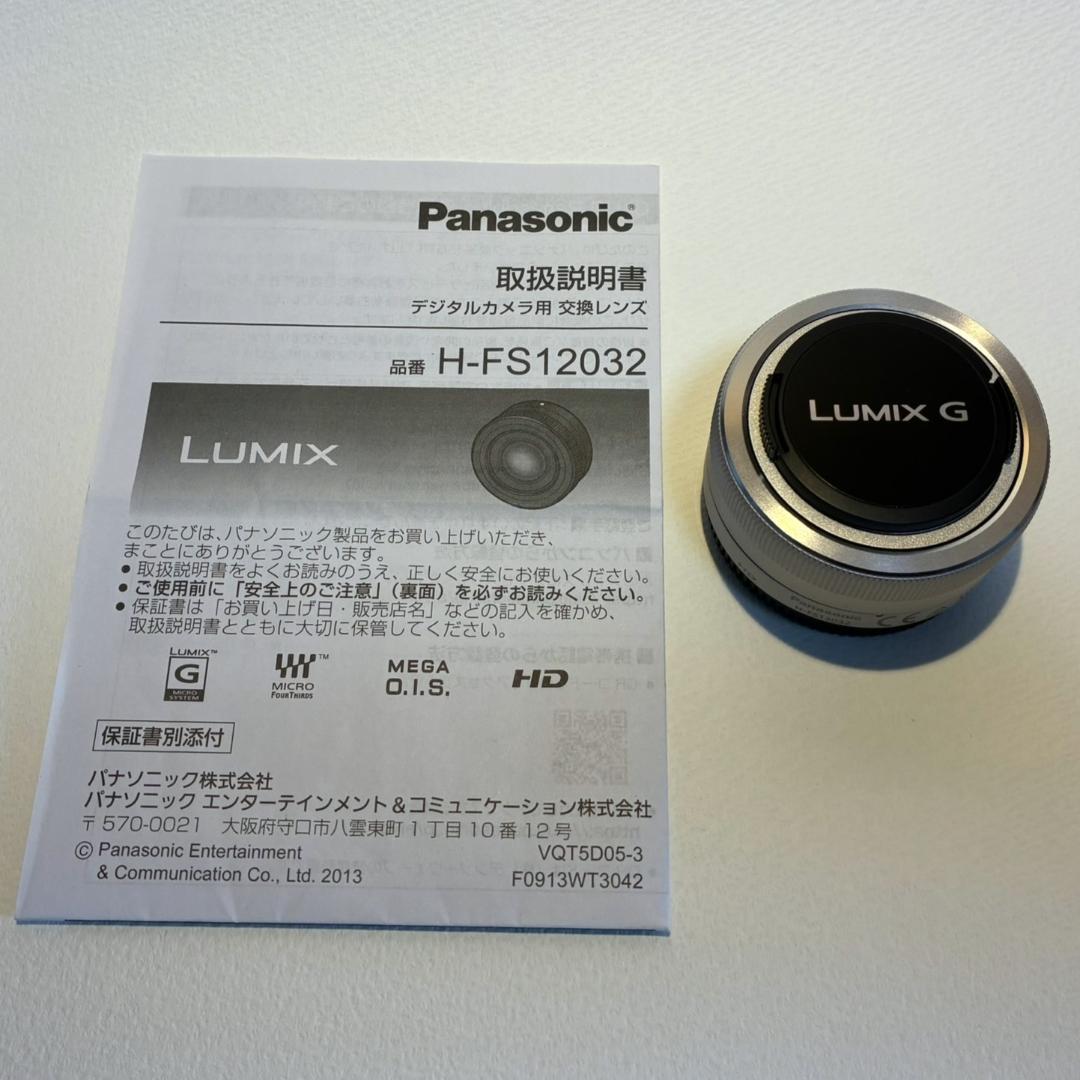 Panasonic®
取扱説明書
デジタルカメラ用 交換レンズ
品番 H-FS12032
LUMIX
このたびは、パナソニック製品をお買い上げいただき、
まことにありがとうございます。
● 取扱説明書をよくお読みのうえ、正しく安全にお使いください。
● ご使用前に「安全上のご注意」（裏面）を必ずお読みください。
● 保証書は「お買い上げ日・販売店名」などの記入を確かめ、
取扱説明書とともに大切に保管してください。
LUMIX™
G
MICRO
SYSTEM
™
MICRO
FOURTHIRDS
MEGA
O.I.S.
HD
保証書別添付
パナソニック株式会社
パナソニック エンターテインメント＆コミュニケーション株式会社
〒570-0021 大阪府守口市八雲東町1丁目10番12号
© Panasonic Entertainment
& Communication Co., Ltd. 2013
VQT5D05-3
F0913WT3042
LUMIX G
Panasonic
H-FS12032
CE